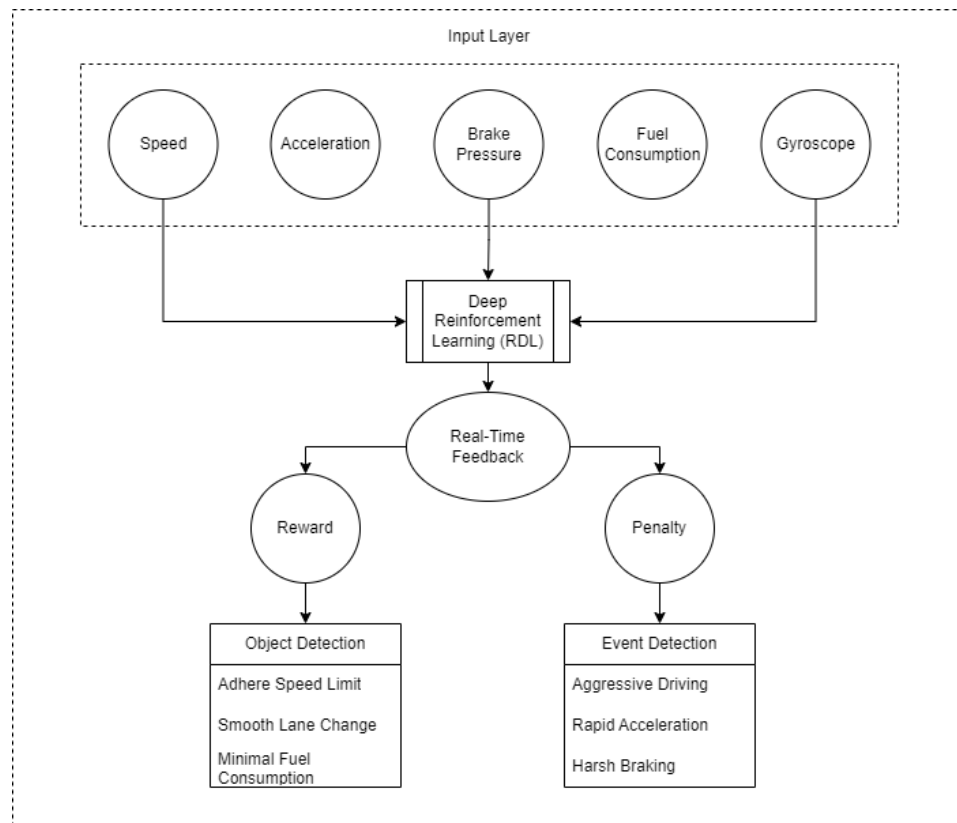 Input Layer
Speed
Acceleration
Brake
Pressure
Fuel
Consumption
Gyroscope
Deep
Reinforcement
Learning (RDL)
Real-Time
Feedback
Reward
Penalty
Object Detection
Adhere Speed Limit
Smooth Lane Change
Minimal Fuel
Consumption
Event Detection
Aggressive Driving
Rapid Acceleration
Harsh Braking